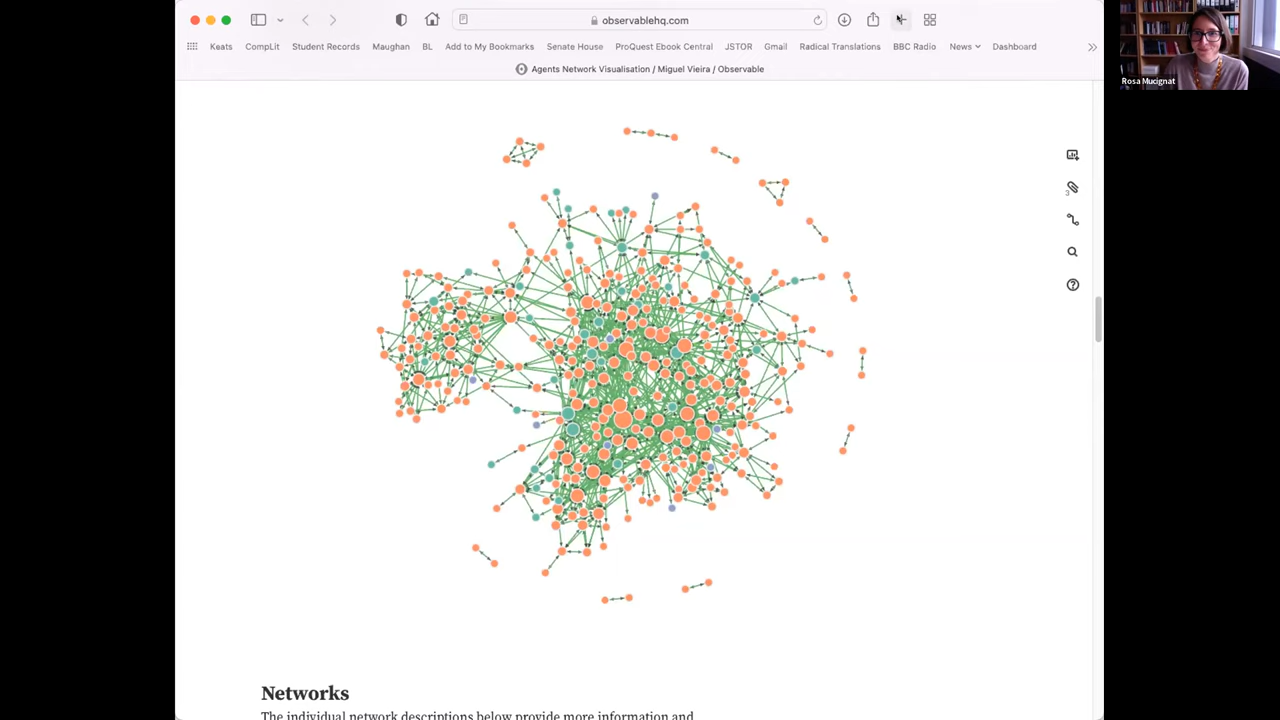 observablehq.com
Keats CompLit Student Records Maughan BL Add to My Bookmarks Senate House ProQuest Ebook Central JSTOR Gmail Radical Translations BBC Radio News Dashboard
Agents Network Visualisation / Miguel Vieira / Observable
Rosa Mucignat
3
Networks
The individual network descriptions below provide more information and